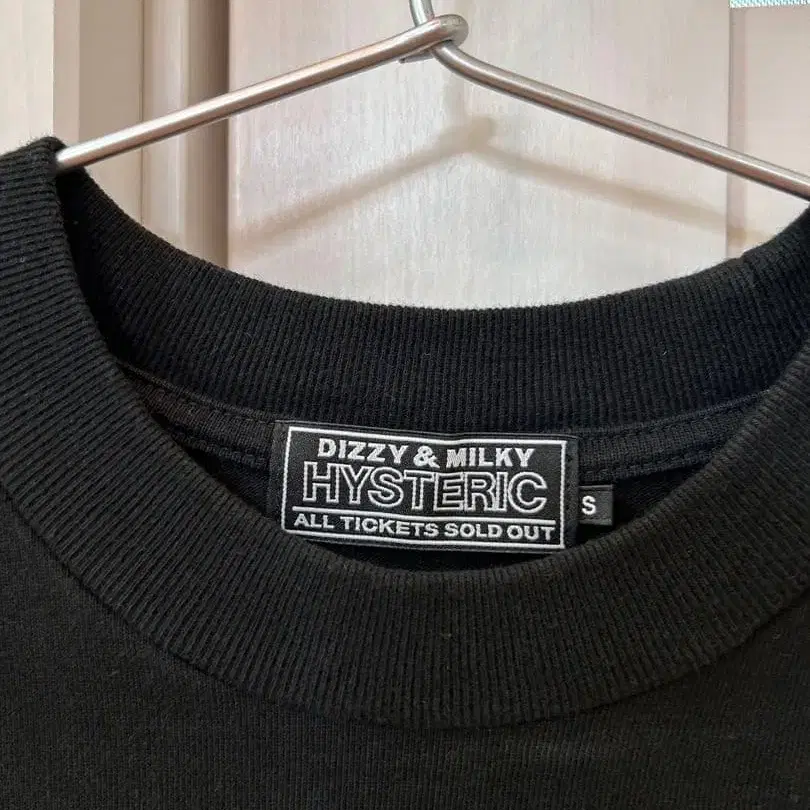 DIZZY & MILKY
HYSTERIC
ALL TICKETS SOLD OUT
S